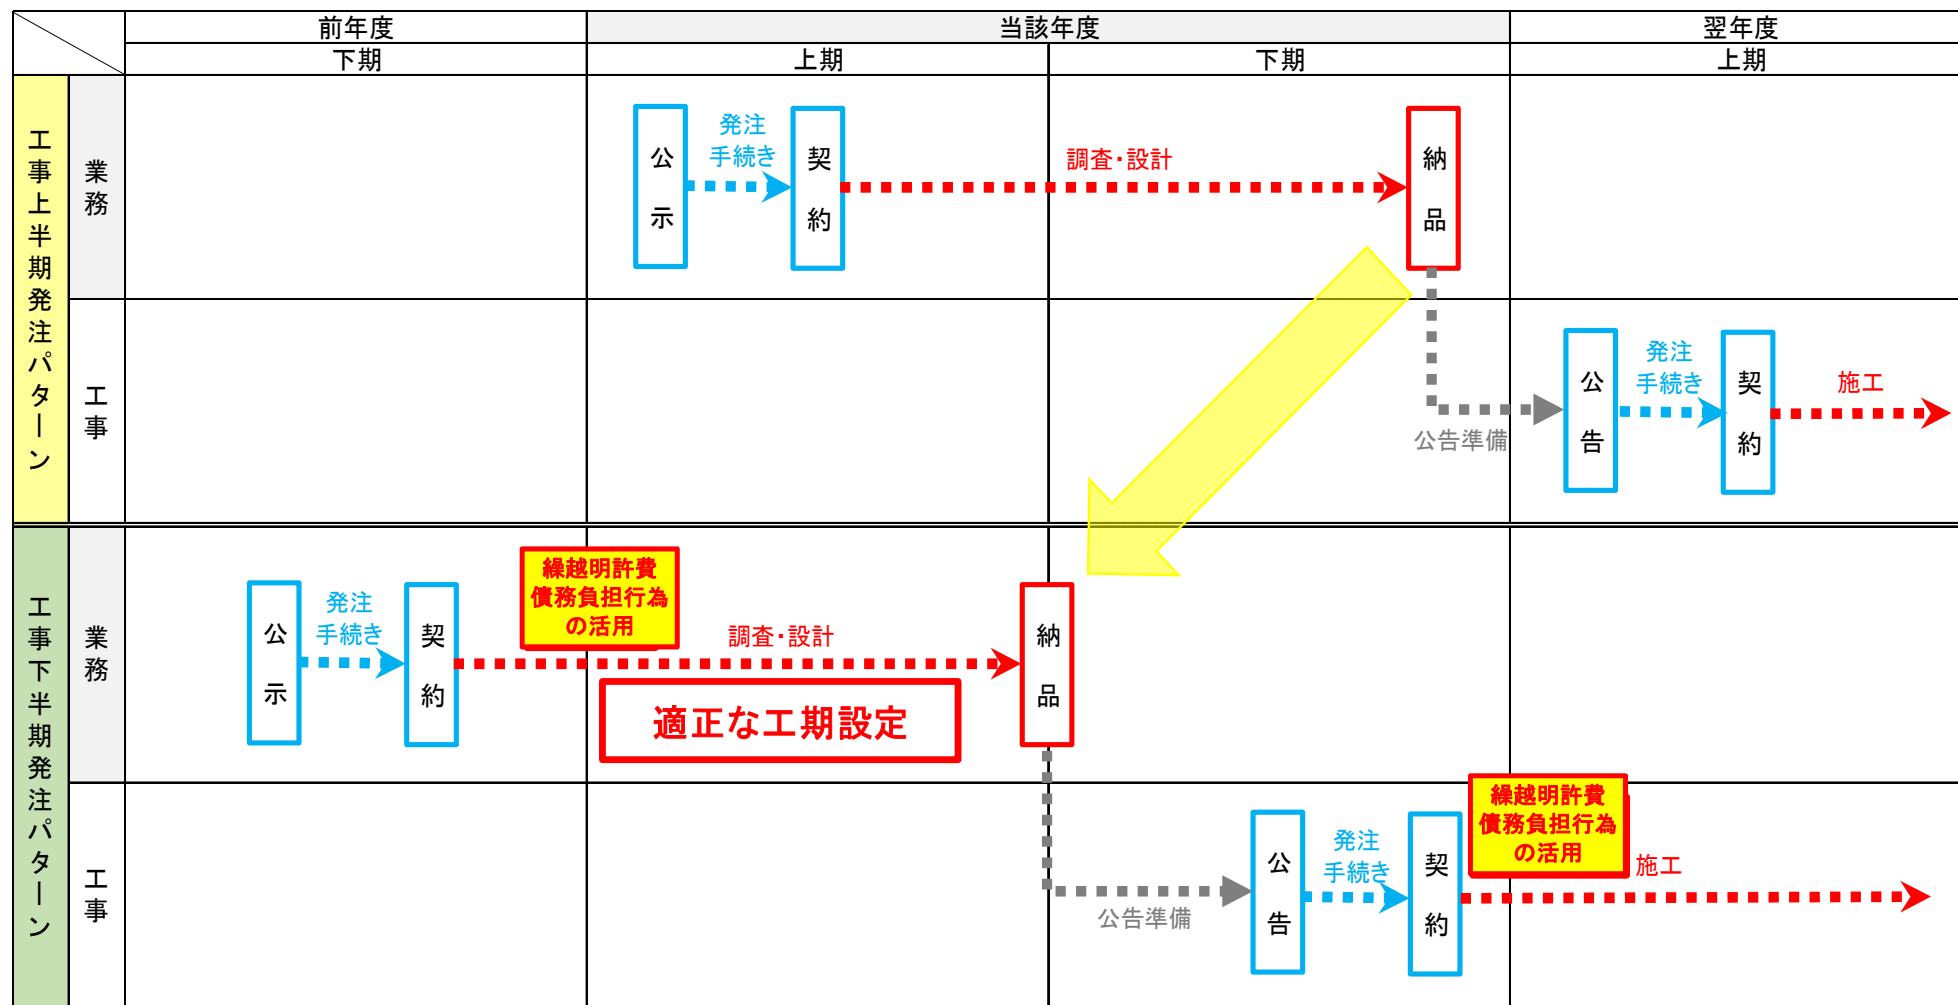 前年度
当該年度
翌年度
下期
上期
下期
上期
工事上半期発注パターン
業務
公示
発注
手続き
契約
調査・設計
納品
工事
公告準備
公告
発注
手続き
契約
施工
工事下半期発注パターン
業務
公示
発注
手続き
契約
繰越明許費
債務負担行為
の活用
調査・設計
適正な工期設定
納品
工事
公告準備
公告
発注
手続き
契約
繰越明許費
債務負担行為
の活用
施工